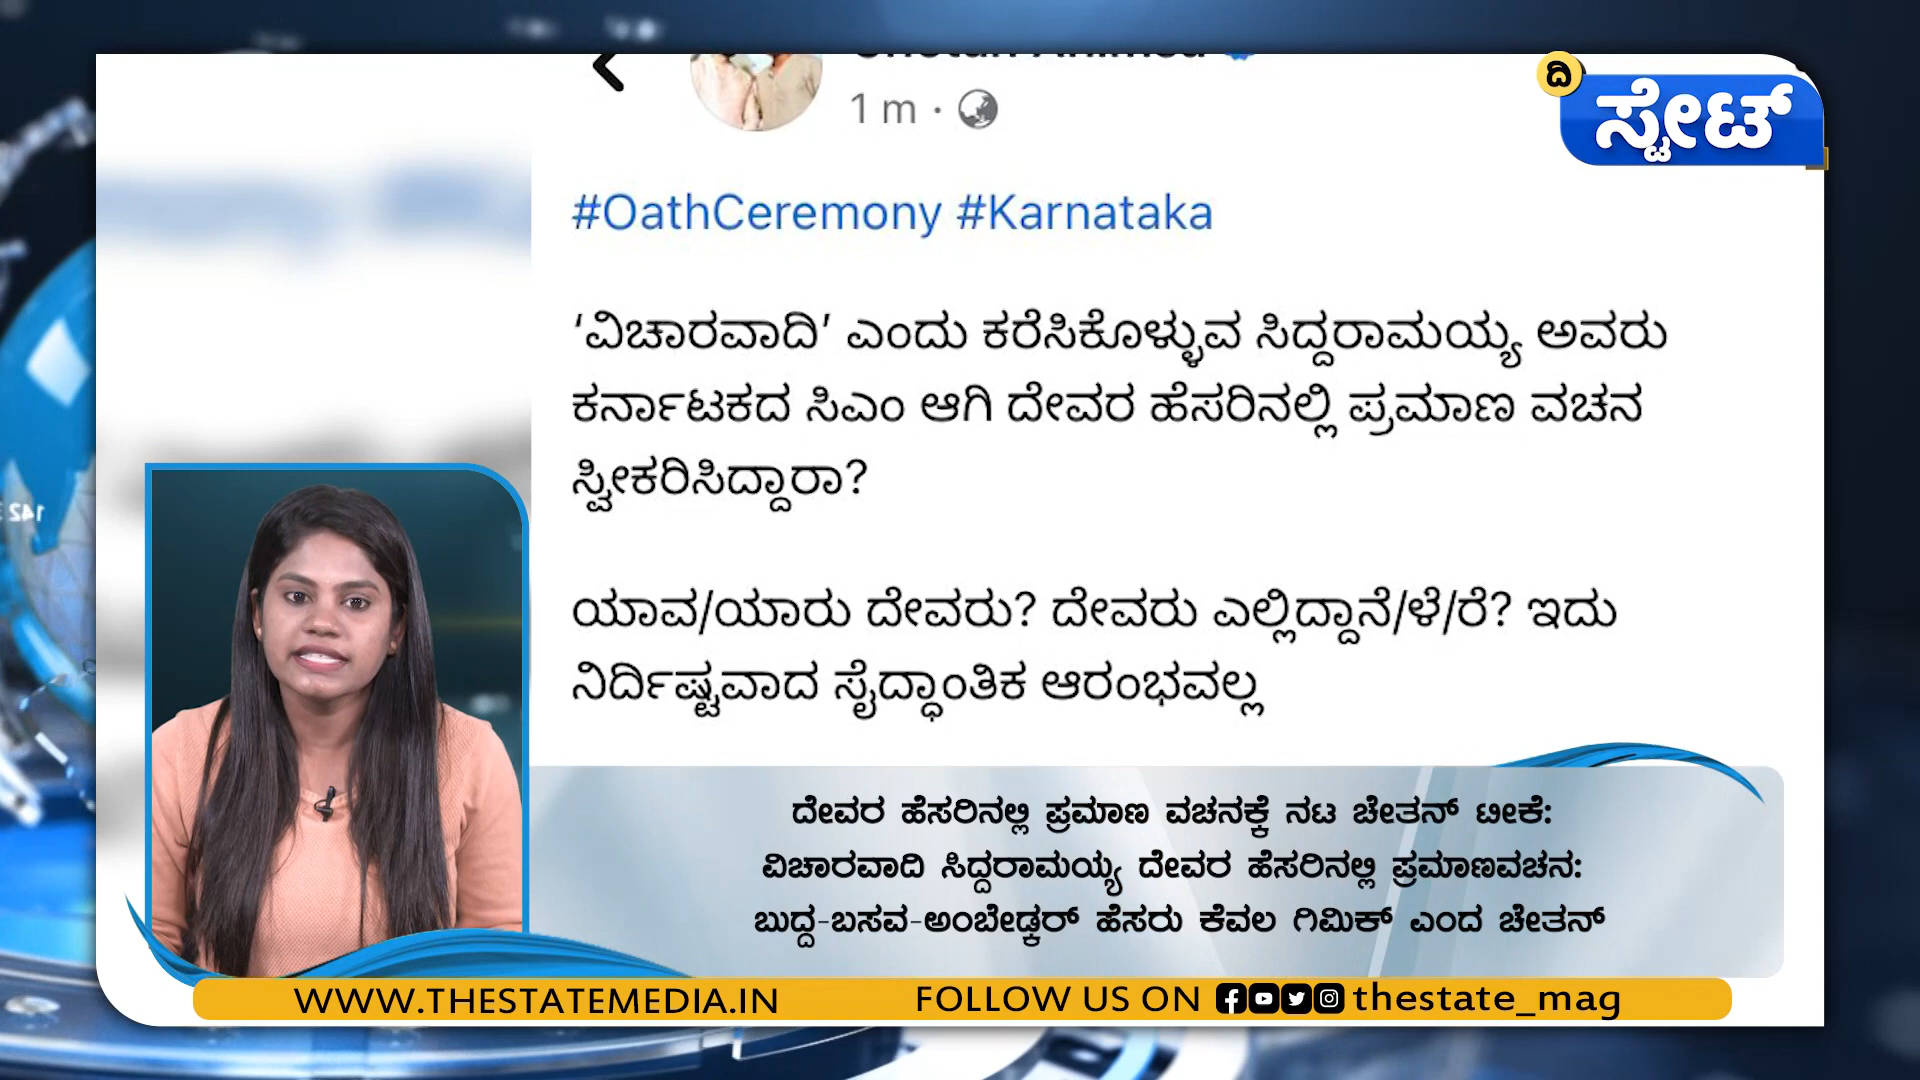 1 m ·
ದಿ
ಸ್ಟೇಟ್
#OathCeremony #Karnataka
‘ವಿಚಾರವಾದಿ’ ಎಂದು ಕರೆಸಿಕೊಳ್ಳುವ ಸಿದ್ದರಾಮಯ್ಯ ಅವರು
ಕರ್ನಾಟಕದ ಸಿಎಂ ಆಗಿ ದೇವರ ಹೆಸರಿನಲ್ಲಿ ಪ್ರಮಾಣ ವಚನ
ಸ್ವೀಕರಿಸಿದ್ದಾರಾ?
ಯಾವ/ಯಾರು ದೇವರು? ದೇವರು ಎಲ್ಲಿದ್ದಾನೆ/ಳೆ/ರೆ? ಇದು
ನಿರ್ದಿಷ್ಟವಾದ ಸೈದ್ಧಾಂತಿಕ ಆರಂಭವಲ್ಲ
ದೇವರ ಹೆಸರಿನಲ್ಲಿ ಪ್ರಮಾಣ ವಚನಕ್ಕೆ ನಟ ಚೇತನ್ ಟೀಕೆ:
ವಿಚಾರವಾದಿ ಸಿದ್ದರಾಮಯ್ಯ ದೇವರ ಹೆಸರಿನಲ್ಲಿ ಪ್ರಮಾಣವಚನ:
ಬುದ್ದ-ಬಸವ-ಅಂಬೇಡ್ಕರ್ ಹೆಸರು ಕೇವಲ ಗಿಮಿಕ್ ಎಂದ ಚೇತನ್
WWW.THESTATEMEDIA.IN
FOLLOW US ON thestate_mag